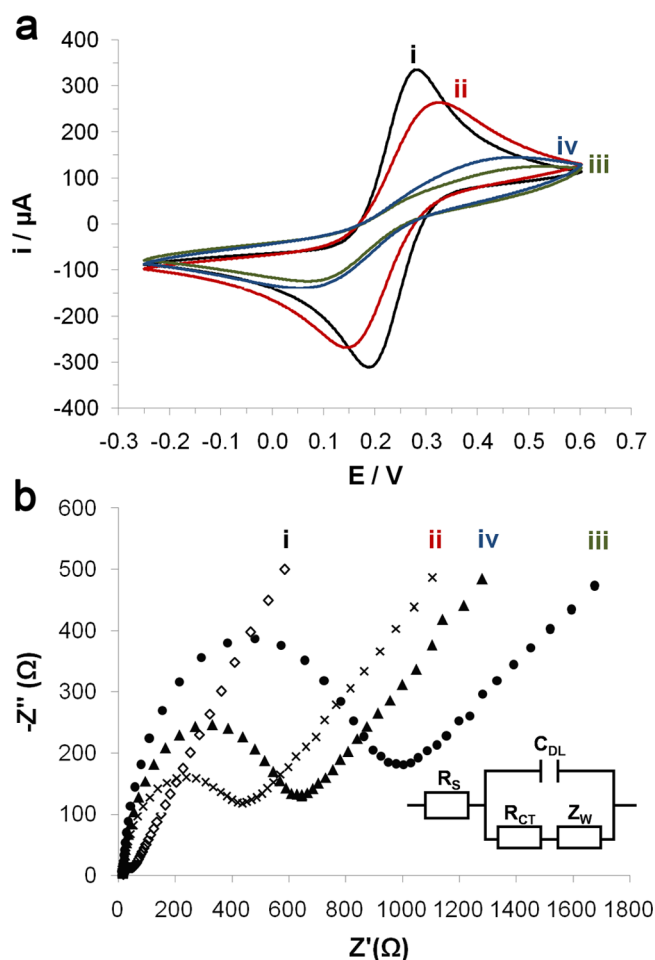 a
400
300
200
100
0
-100
-200
-300
-400
i / µA
i
ii
iv
iii
-0.3 -0.2 -0.1 0.0 0.1 0.2 0.3 0.4 0.5 0.6 0.7
E / V
b
600
500
400
300
200
100
0
-Z'' (Ω)
i
ii
iv
iii
C_DL
R_S
R_CT
Z_W
0 200 400 600 800 1000 1200 1400 1600 1800
Z'(Ω)